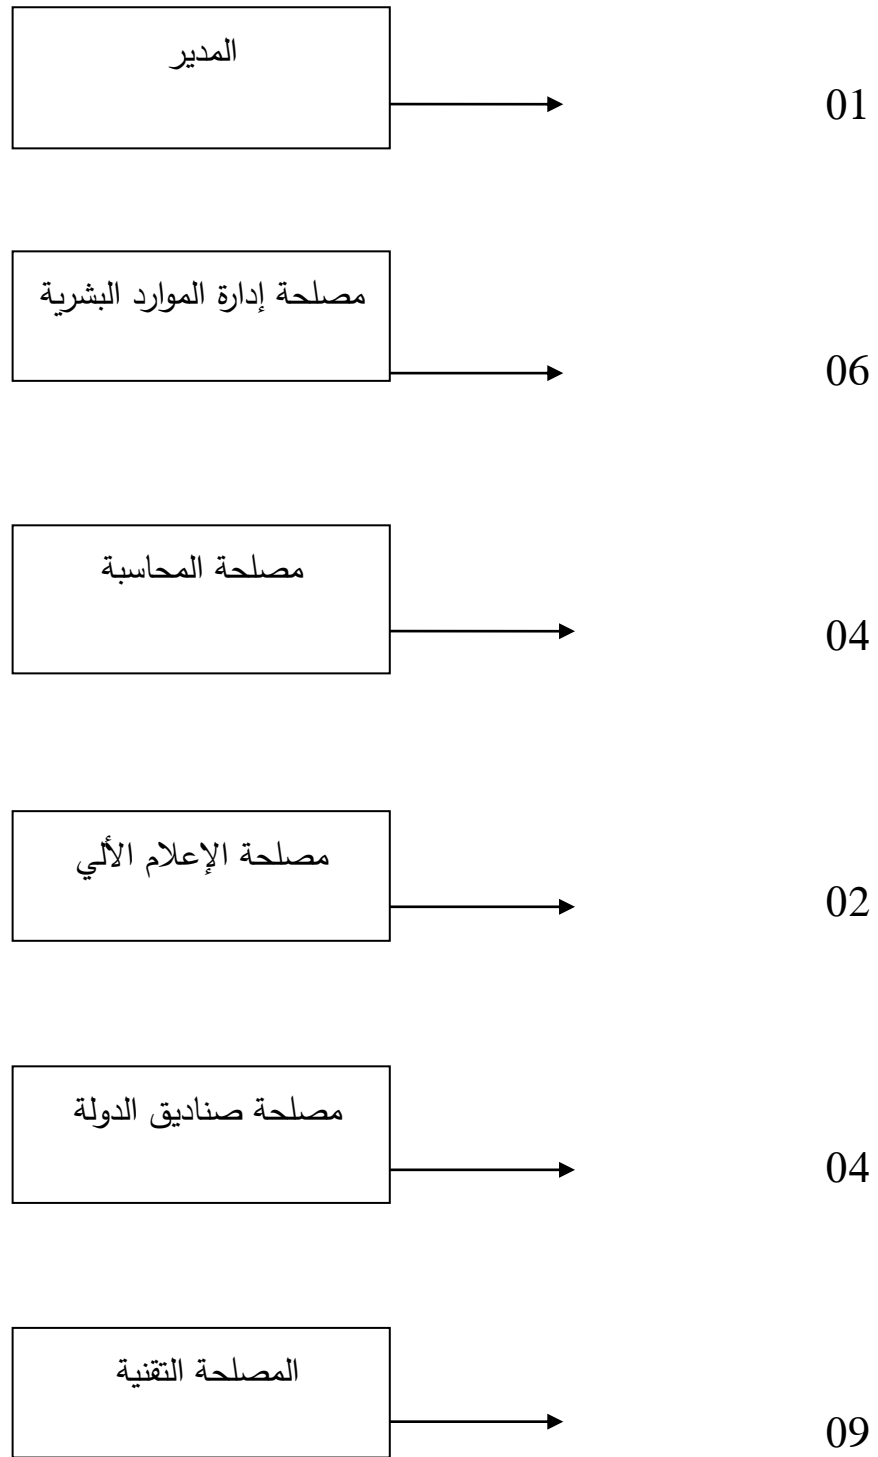 المدير
01
مصلحة إدارة الموارد البشرية
06
مصلحة المحاسبة
04
مصلحة الإعلام الألي
02
مصلحة صناديق الدولة
04
المصلحة التقنية
09